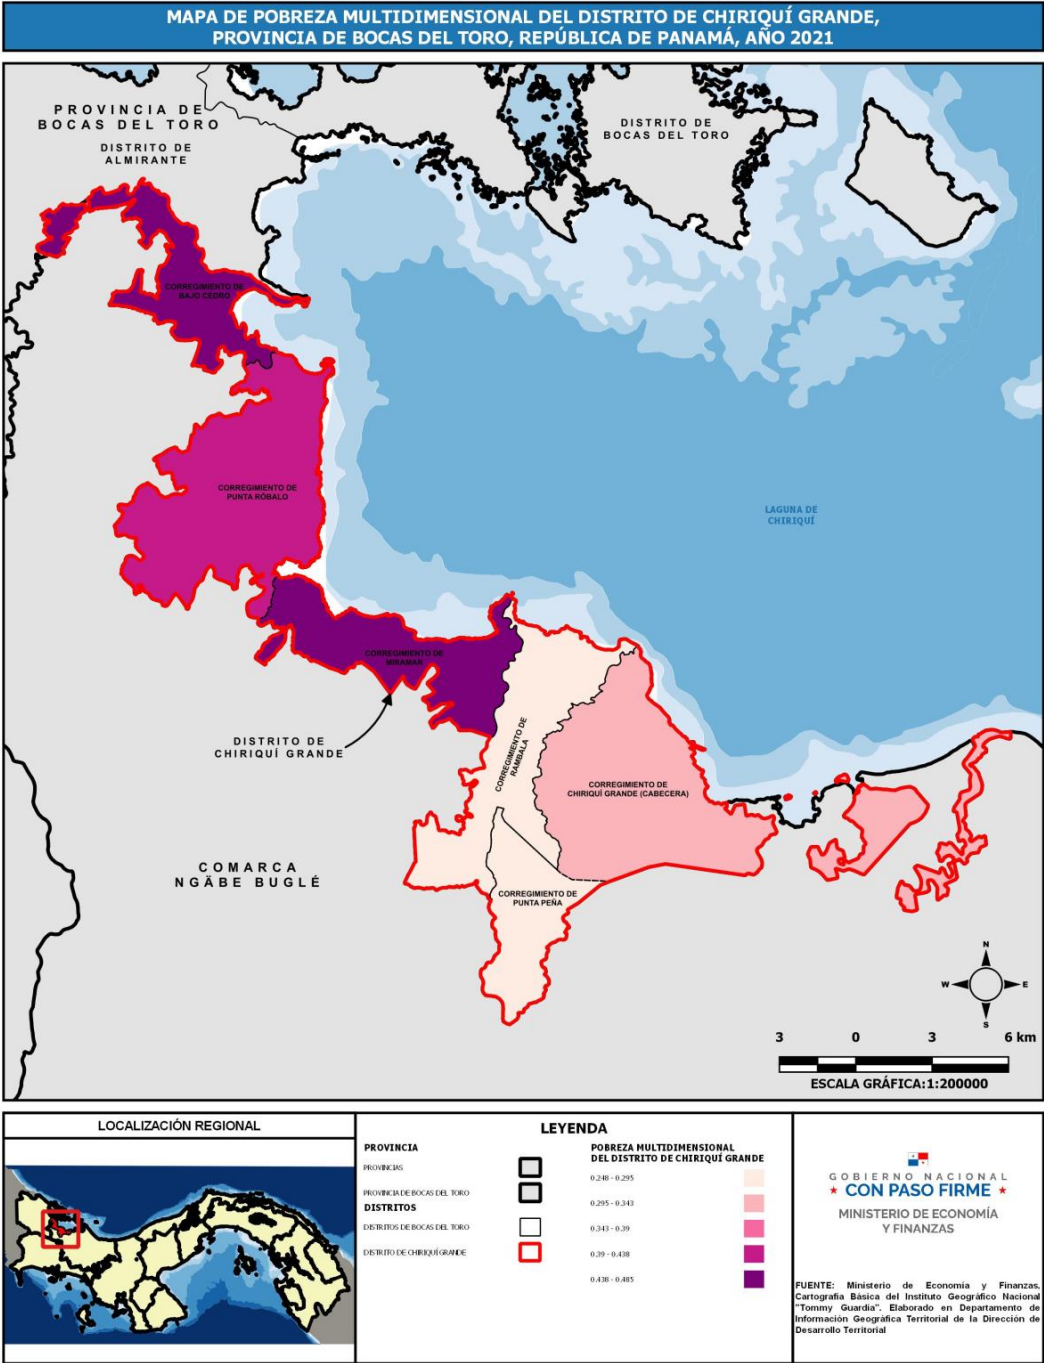 MAPA DE POBREZA MULTIDIMENSIONAL DEL DISTRITO DE CHIRIQUÍ GRANDE,
PROVINCIA DE BOCAS DEL TORO, REPÚBLICA DE PANAMÁ, AÑO 2021
PROVINCIA DE
BOCAS DEL TORO
DISTRITO DE
ALMIRANTE
DISTRITO DE
BOCAS DEL TORO
CORREGIMIENTO DE
BAJO CEDRO
CORREGIMIENTO DE
PUNTA RÓBALO
LAGUNA DE
CHIRIQUÍ
CORREGIMIENTO DE
MIRAMAR
DISTRITO DE
CHIRIQUÍ GRANDE
CORREGIMIENTO DE
RAMBALA
CORREGIMIENTO DE
CHIRIQUÍ GRANDE (CABECERA)
COMARCA
NGÄBE BUGLÉ
CORREGIMIENTO DE
PUNTA PEÑA
N
W E
S
3 0 3 6 km
ESCALA GRÁFICA:1:200000
LOCALIZACIÓN REGIONAL
LEYENDA
PROVINCIA
PROVINCIAS
PROVINCIA DE BOCAS DEL TORO
DISTRITOS
DISTRITOS DE BOCAS DEL TORO
DISTRITO DE CHIRIQUÍ GRANDE
POBREZA MULTIDIMENSIONAL
DEL DISTRITO DE CHIRIQUÍ GRANDE
0.248 - 0.295
0.295 - 0.343
0.343 - 0.39
0.39 - 0.438
0.438 - 0.485
GOBIERNO NACIONAL
CON PASO FIRME
MINISTERIO DE ECONOMÍA
Y FINANZAS
FUENTE: Ministerio de Economía y Finanzas.
Cartografía Básica del Instituto Geográfico Nacional
"Tommy Guardia". Elaborado en Departamento de
Información Geográfica Territorial de la Dirección de
Desarrollo Territorial